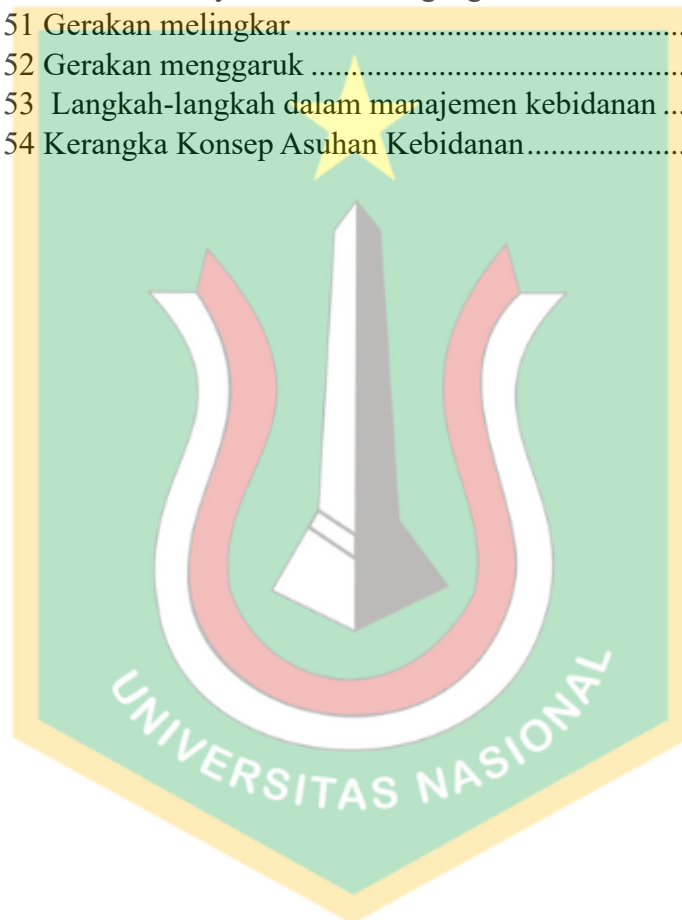 51 Gerakan melingkar ...............................................
52 Gerakan menggaruk .............................................
53 Langkah-langkah dalam manajemen kebidanan ...
54 Kerangka Konsep Asuhan Kebidanan...................
UNIVERSITAS NASIONAL